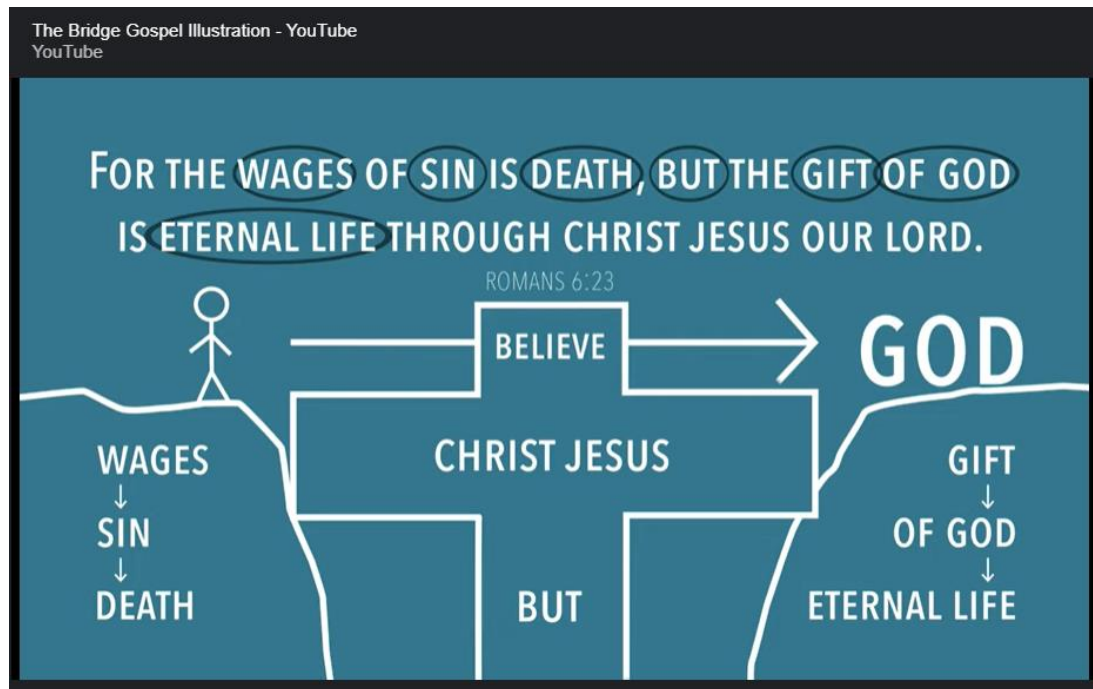 The Bridge Gospel Illustration - YouTube
YouTube
FOR THE WAGES OF SIN IS DEATH, BUT THE GIFT OF GOD
IS ETERNAL LIFE THROUGH CHRIST JESUS OUR LORD.
ROMANS 6:23
BELIEVE
GOD
CHRIST JESUS
WAGES
↓
SIN
↓
DEATH
BUT
GIFT
↓
OF GOD
↓
ETERNAL LIFE